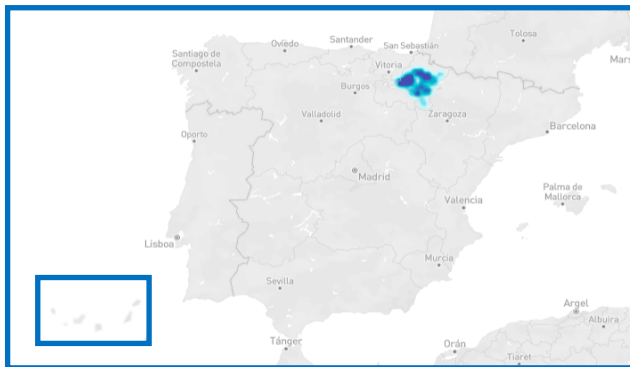 Tolosa
Oviedo
Santander
San Sebastián
Santiago de
Compostela
Vitoria
Mars
Burgos
Valladolid
Zaragoza
Barcelona
Oporto
Madrid
Palma de
Mallorca
Valencia
Lisboa
Murcia
Sevilla
Argel
Albuira
Tánger
Orán
Tiaret